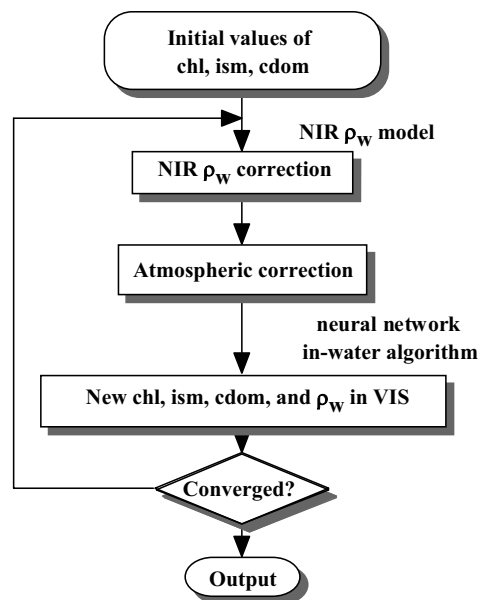 Initial values of
chl, ism, cdom
NIR ρw model
NIR ρw correction
Atmospheric correction
neural network
in-water algorithm
New chl, ism, cdom, and ρw in VIS
Converged?
Output